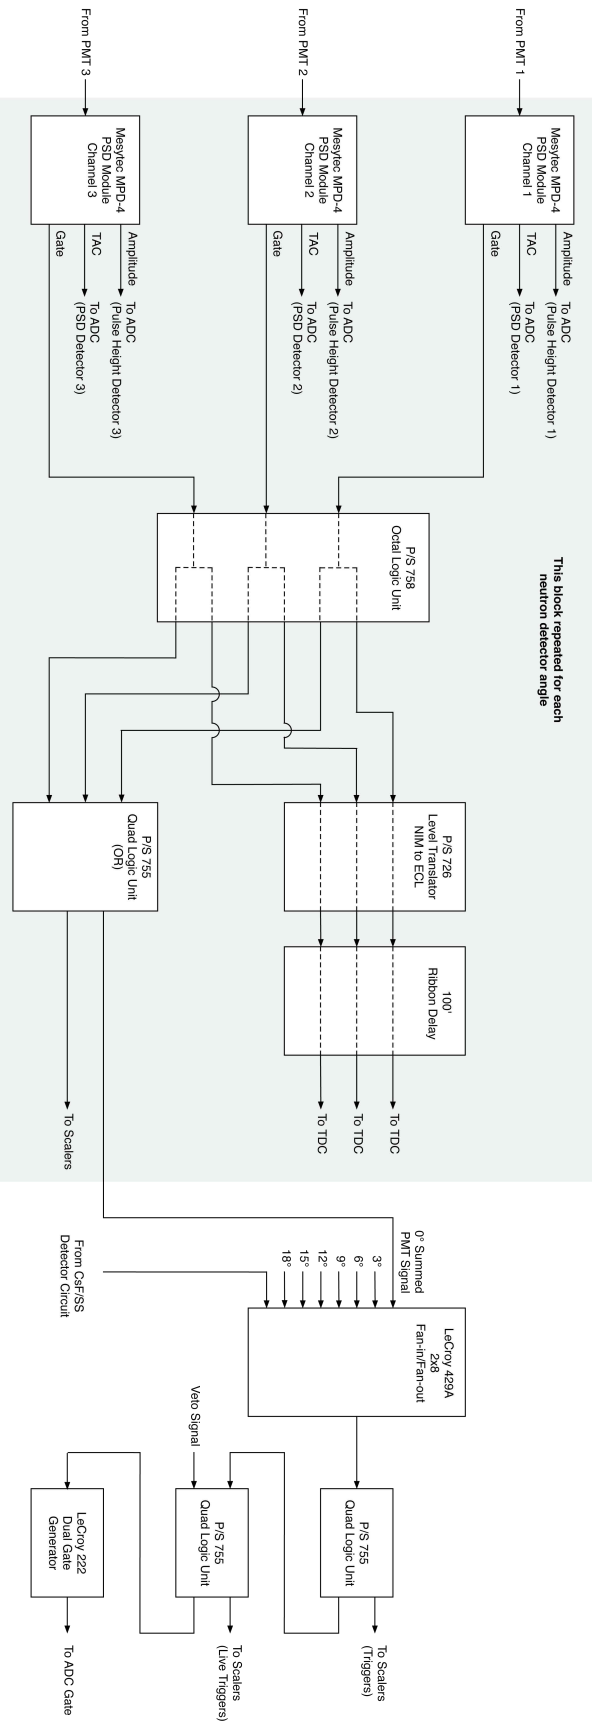 From PMT 1
Mesytec MPD-4
PSD Module
Channel 1
Amplitude
To ADC
(Pulse Height Detector 1)
TAC
To ADC
(PSD Detector 1)
Gate
From PMT 2
Mesytec MPD-4
PSD Module
Channel 2
Amplitude
To ADC
(Pulse Height Detector 2)
TAC
To ADC
(PSD Detector 2)
Gate
From PMT 3
Mesytec MPD-4
PSD Module
Channel 3
Amplitude
To ADC
(Pulse Height Detector 3)
TAC
To ADC
(PSD Detector 3)
Gate
This block repeated for each
neutron detector angle
P/S 758
Octal Logic Unit
P/S 726
Level Translator
NIM to ECL
100'
Ribbon Delay
To TDC
To TDC
To TDC
P/S 755
Quad Logic Unit
(OR)
To Scalers
0° Summed
PMT Signal
3°
6°
9°
12°
15°
18°
From CsF/SS
Detector Circuit
LeCroy 429A
2x8
Fan-in/Fan-out
P/S 755
Quad Logic Unit
To Scalers
(Triggers)
Veto Signal
P/S 755
Quad Logic Unit
To Scalers
(Live Triggers)
LeCroy 222
Dual Gate
Generator
To ADC Gate